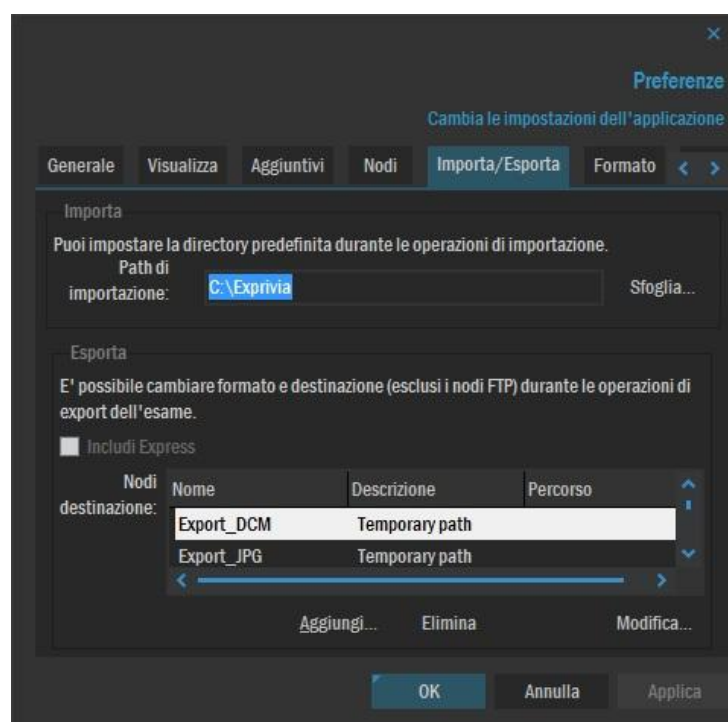 Preferenze
Cambia le impostazioni dell'applicazione
Generale Visualizza Aggiuntivi Nodi Importa/Esporta Formato
Importa
Puoi impostare la directory predefinita durante le operazioni di importazione.
Path di
importazione: C:\Exprivia Sfoglia...
Esporta
E' possibile cambiare formato e destinazione (esclusi i nodi FTP) durante le operazioni di
export dell'esame.
Includi Express
Nodi
destinazione:
Nome Descrizione Percorso
Export_DCM Temporary path
Export_JPG Temporary path
Aggiungi... Elimina Modifica...
OK Annulla Applica